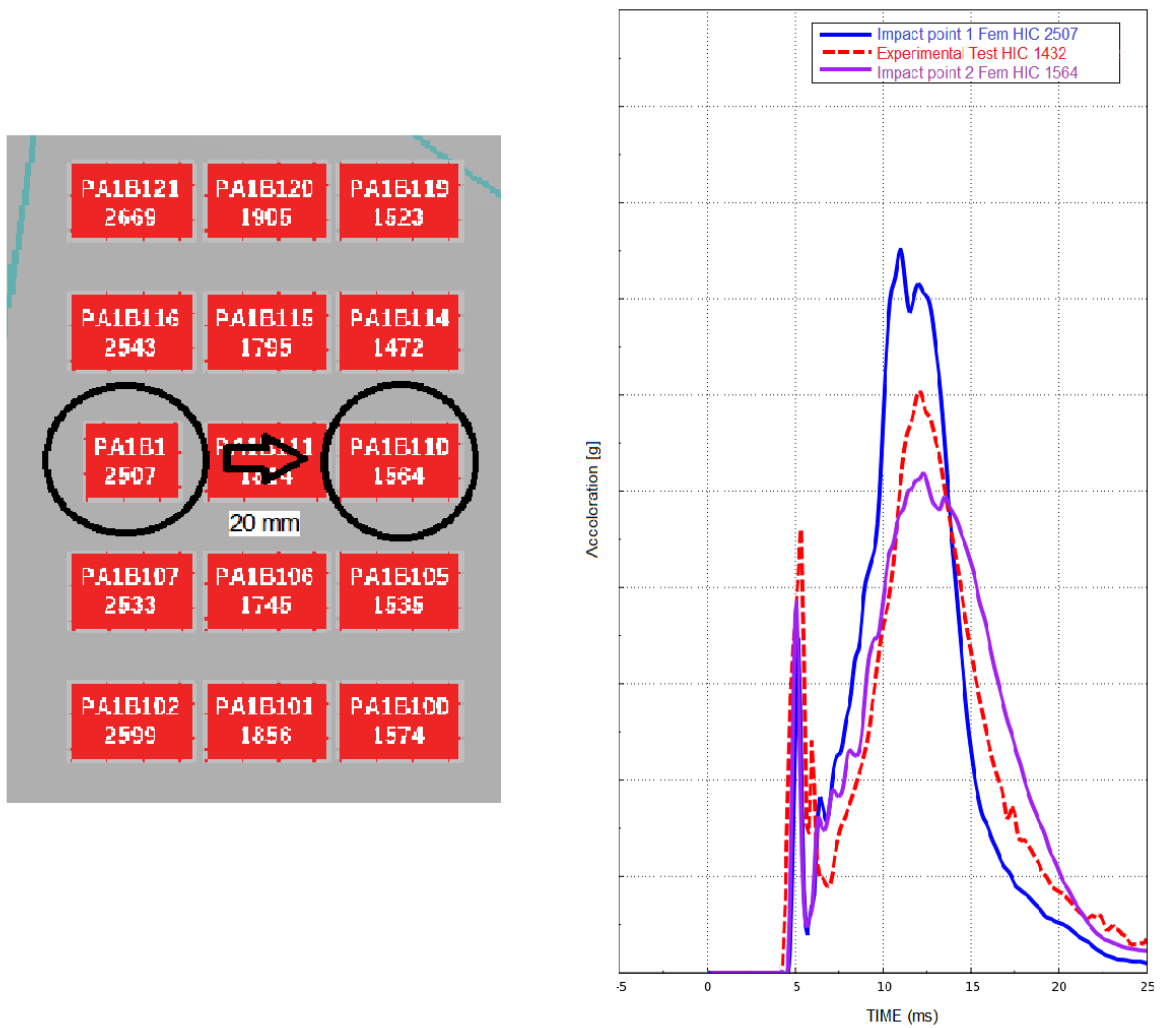 PA1B121
2669
PA1B120
1905
PA1B119
1523
PA1B116
2543
PA1B115
1795
PA1B114
1472
PA1B1
2507
PA1B110
1564
20 mm
PA1B107
2533
PA1B106
1745
PA1B105
1535
PA1B102
2599
PA1B101
1856
PA1B100
1574
Impact point 1 Fem HIC 2507
Experimental Test HIC 1432
Impact point 2 Fem HIC 1564
Accoloration [g]
-5 0 5 10 15 20 25
TIME (ms)